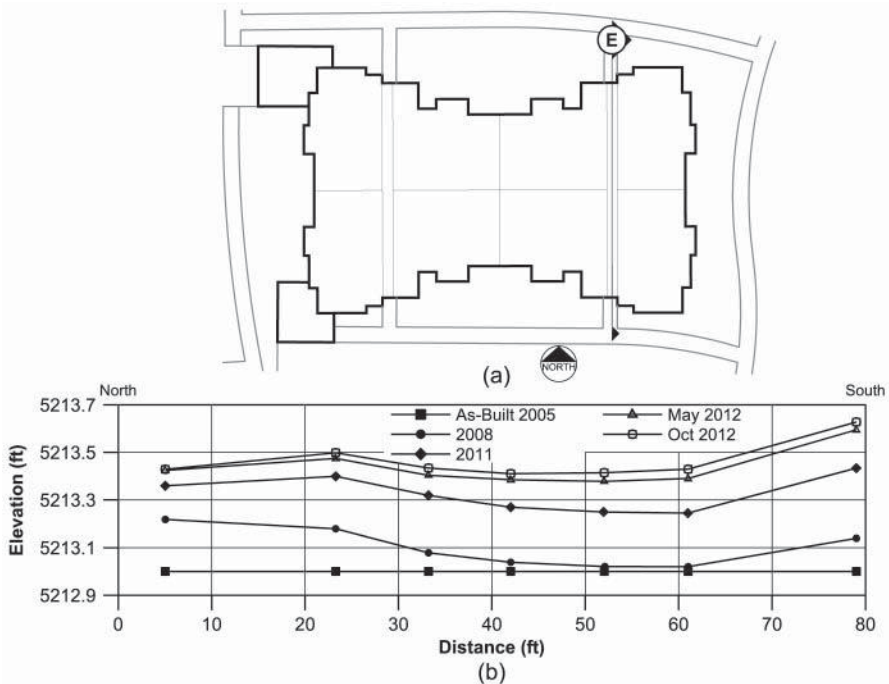 E
NORTH
(a)
North
South
5213.7
5213.5
5213.3
5213.1
5212.9
Elevation (ft)
As-Built 2005
May 2012
2008
Oct 2012
2011
0 10 20 30 40 50 60 70 80
Distance (ft)
(b)